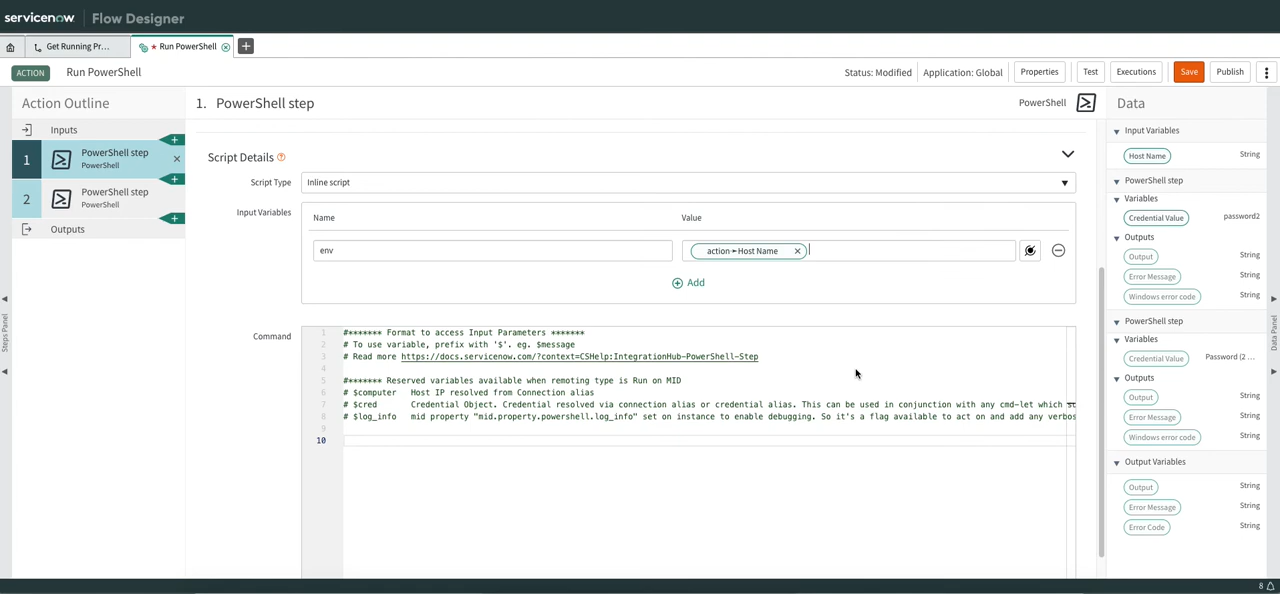 servicenow Flow Designer
Get Running Pr... * Run PowerShell
ACTION Run PowerShell Status: Modified Application: Global Properties Test Executions Save Publish
Action Outline
Inputs
1 PowerShell step
PowerShell
2 PowerShell step
PowerShell
Outputs
Steps Panel
1. PowerShell step PowerShell
Script Details
Script Type Inline script
Input Variables Name Value
env action▸Host Name
Add
Command
1 #******* Format to access Input Parameters *******
2 # To use variable, prefix with '$'. eg. $message
3 # Read more https://docs.servicenow.com/?context=CSHelp:IntegrationHub-PowerShell-Step
4
5 #******* Reserved variables available when remoting type is Run on MID
6 # $computer Host IP resolved from Connection alias
7 # $cred Credential Object. Credential resolved via connection alias or credential alias. This can be used in conjunction with any cmd-let which
8 # $log_info mid property "mid.property.powershell.log_info" set on instance to enable debugging. So it's a flag available to act on and add any verbos
9
10
Data
Input Variables
Host Name String
PowerShell step
Variables
Credential Value password2
Outputs
Output String
Error Message String
Windows error code String
PowerShell step
Variables
Credential Value Password (2 ...
Outputs
Output String
Error Message String
Windows error code String
Output Variables
Output String
Error Message String
Error Code String
Data Panel
8